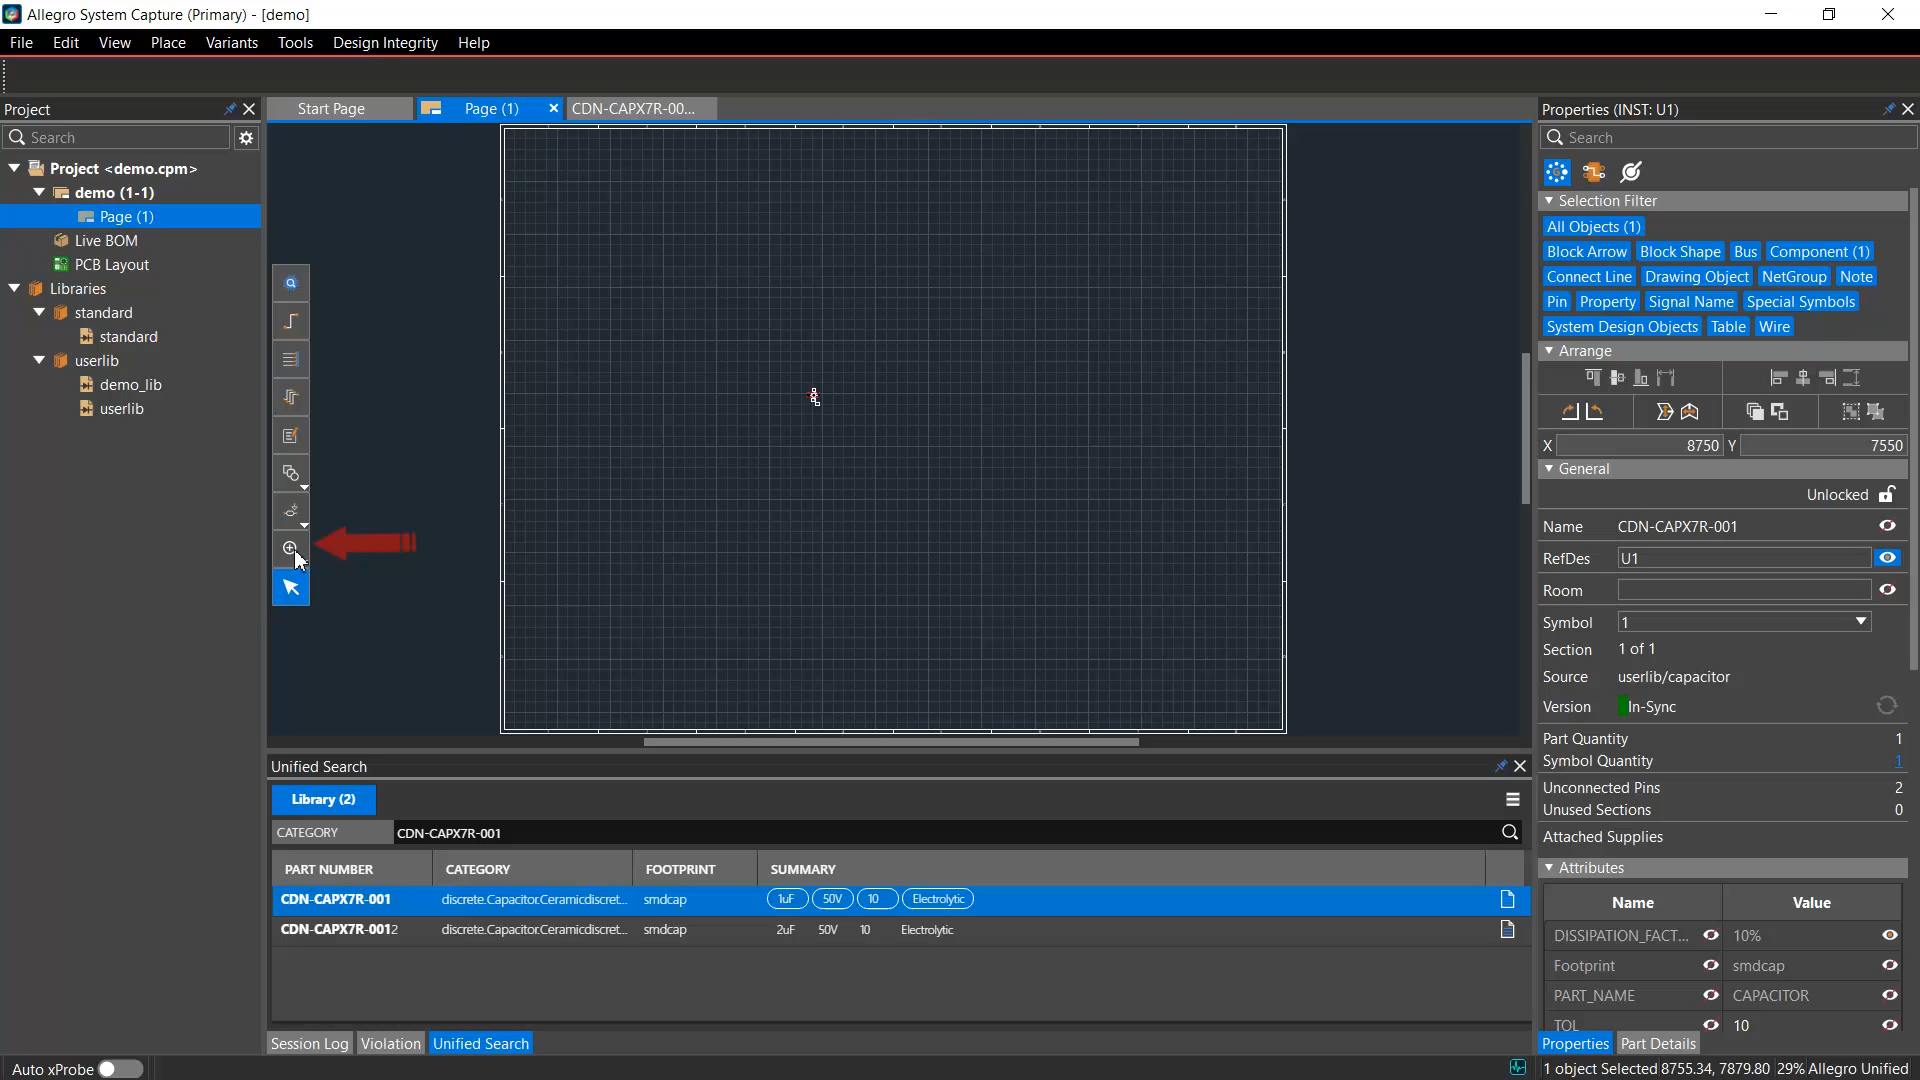 Allegro System Capture (Primary) - [demo]
File Edit View Place Variants Tools Design Integrity Help
Project
Search
Project <demo.cpm>
demo (1-1)
Page (1)
Live BOM
PCB Layout
Libraries
standard
standard
userlib
demo_lib
userlib
Start Page Page (1) CDN-CAPX7R-00...
Unified Search
Library (2)
CATEGORY CDN-CAPX7R-001
PART NUMBER CATEGORY FOOTPRINT SUMMARY
CDN-CAPX7R-001 discrete.Capacitor.Ceramicdiscret... smdcap 1uF 50V 10 Electrolytic
CDN-CAPX7R-0012 discrete.Capacitor.Ceramicdiscret... smdcap 2uF 50V 10 Electrolytic
Session Log Violation Unified Search
Properties (INST: U1)
Search
Selection Filter
All Objects (1)
Block Arrow Block Shape Bus Component (1)
Connect Line Drawing Object NetGroup Note
Pin Property Signal Name Special Symbols
System Design Objects Table Wire
Arrange
X 8750 Y 7550
General
Unlocked
Name CDN-CAPX7R-001
RefDes U1
Room
Symbol 1
Section 1 of 1
Source userlib/capacitor
Version In-Sync
Part Quantity 1
Symbol Quantity 1
Unconnected Pins 2
Unused Sections 0
Attached Supplies
Attributes
Name Value
DISSIPATION_FACT... 10%
Footprint smdcap
PART_NAME CAPACITOR
TOL 10
Properties Part Details
Auto xProbe
1 object Selected 8755.34, 7879.80 29% Allegro Unified